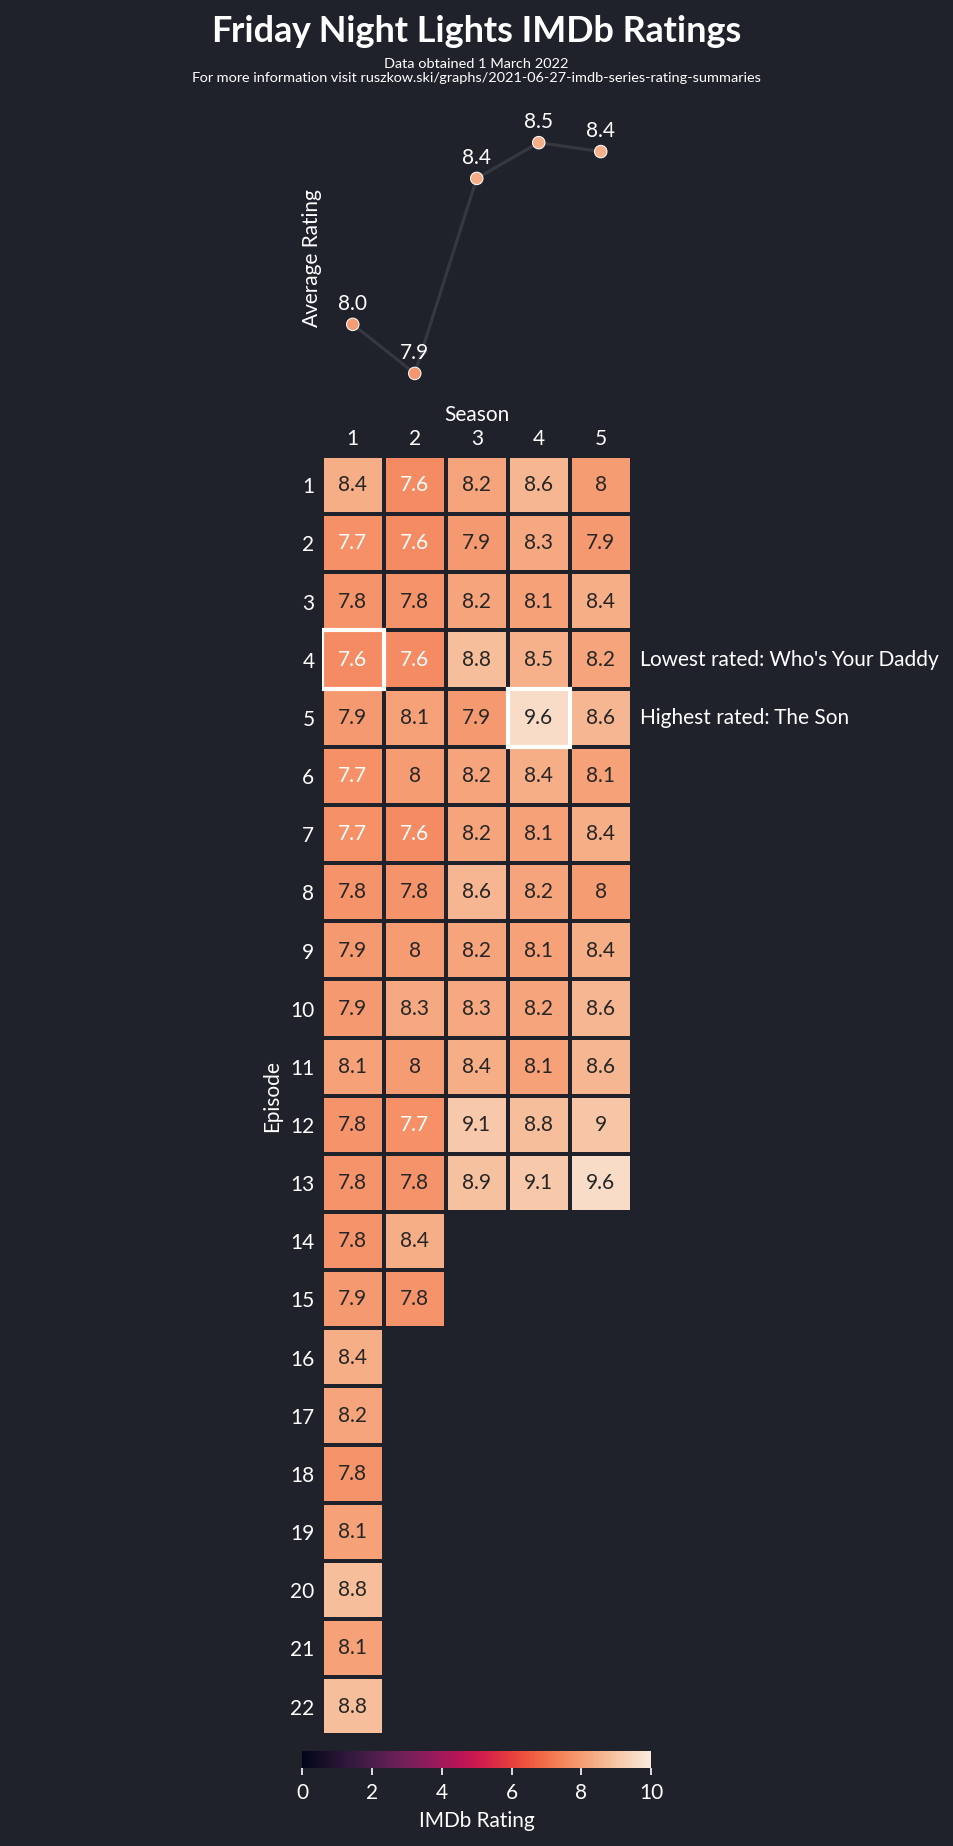 Friday Night Lights IMDb Ratings
Data obtained 1 March 2022
For more information visit ruszkow.ski/graphs/2021-06-27-imdb-series-rating-summaries
8.5
8.4
8.4
8.0
7.9
Average Rating
Season
1 2 3 4 5
1 8.4 7.6 8.2 8.6 8
2 7.7 7.6 7.9 8.3 7.9
3 7.8 7.8 8.2 8.1 8.4
4 7.6 7.6 8.8 8.5 8.2 Lowest rated: Who's Your Daddy
5 7.9 8.1 7.9 9.6 8.6 Highest rated: The Son
6 7.7 8 8.2 8.4 8.1
7 7.7 7.6 8.2 8.1 8.4
8 7.8 7.8 8.6 8.2 8
9 7.9 8 8.2 8.1 8.4
10 7.9 8.3 8.3 8.2 8.6
11 8.1 8 8.4 8.1 8.6
Episode
12 7.8 7.7 9.1 8.8 9
13 7.8 7.8 8.9 9.1 9.6
14 7.8 8.4
15 7.9 7.8
16 8.4
17 8.2
18 7.8
19 8.1
20 8.8
21 8.1
22 8.8
0 2 4 6 8 10
IMDb Rating